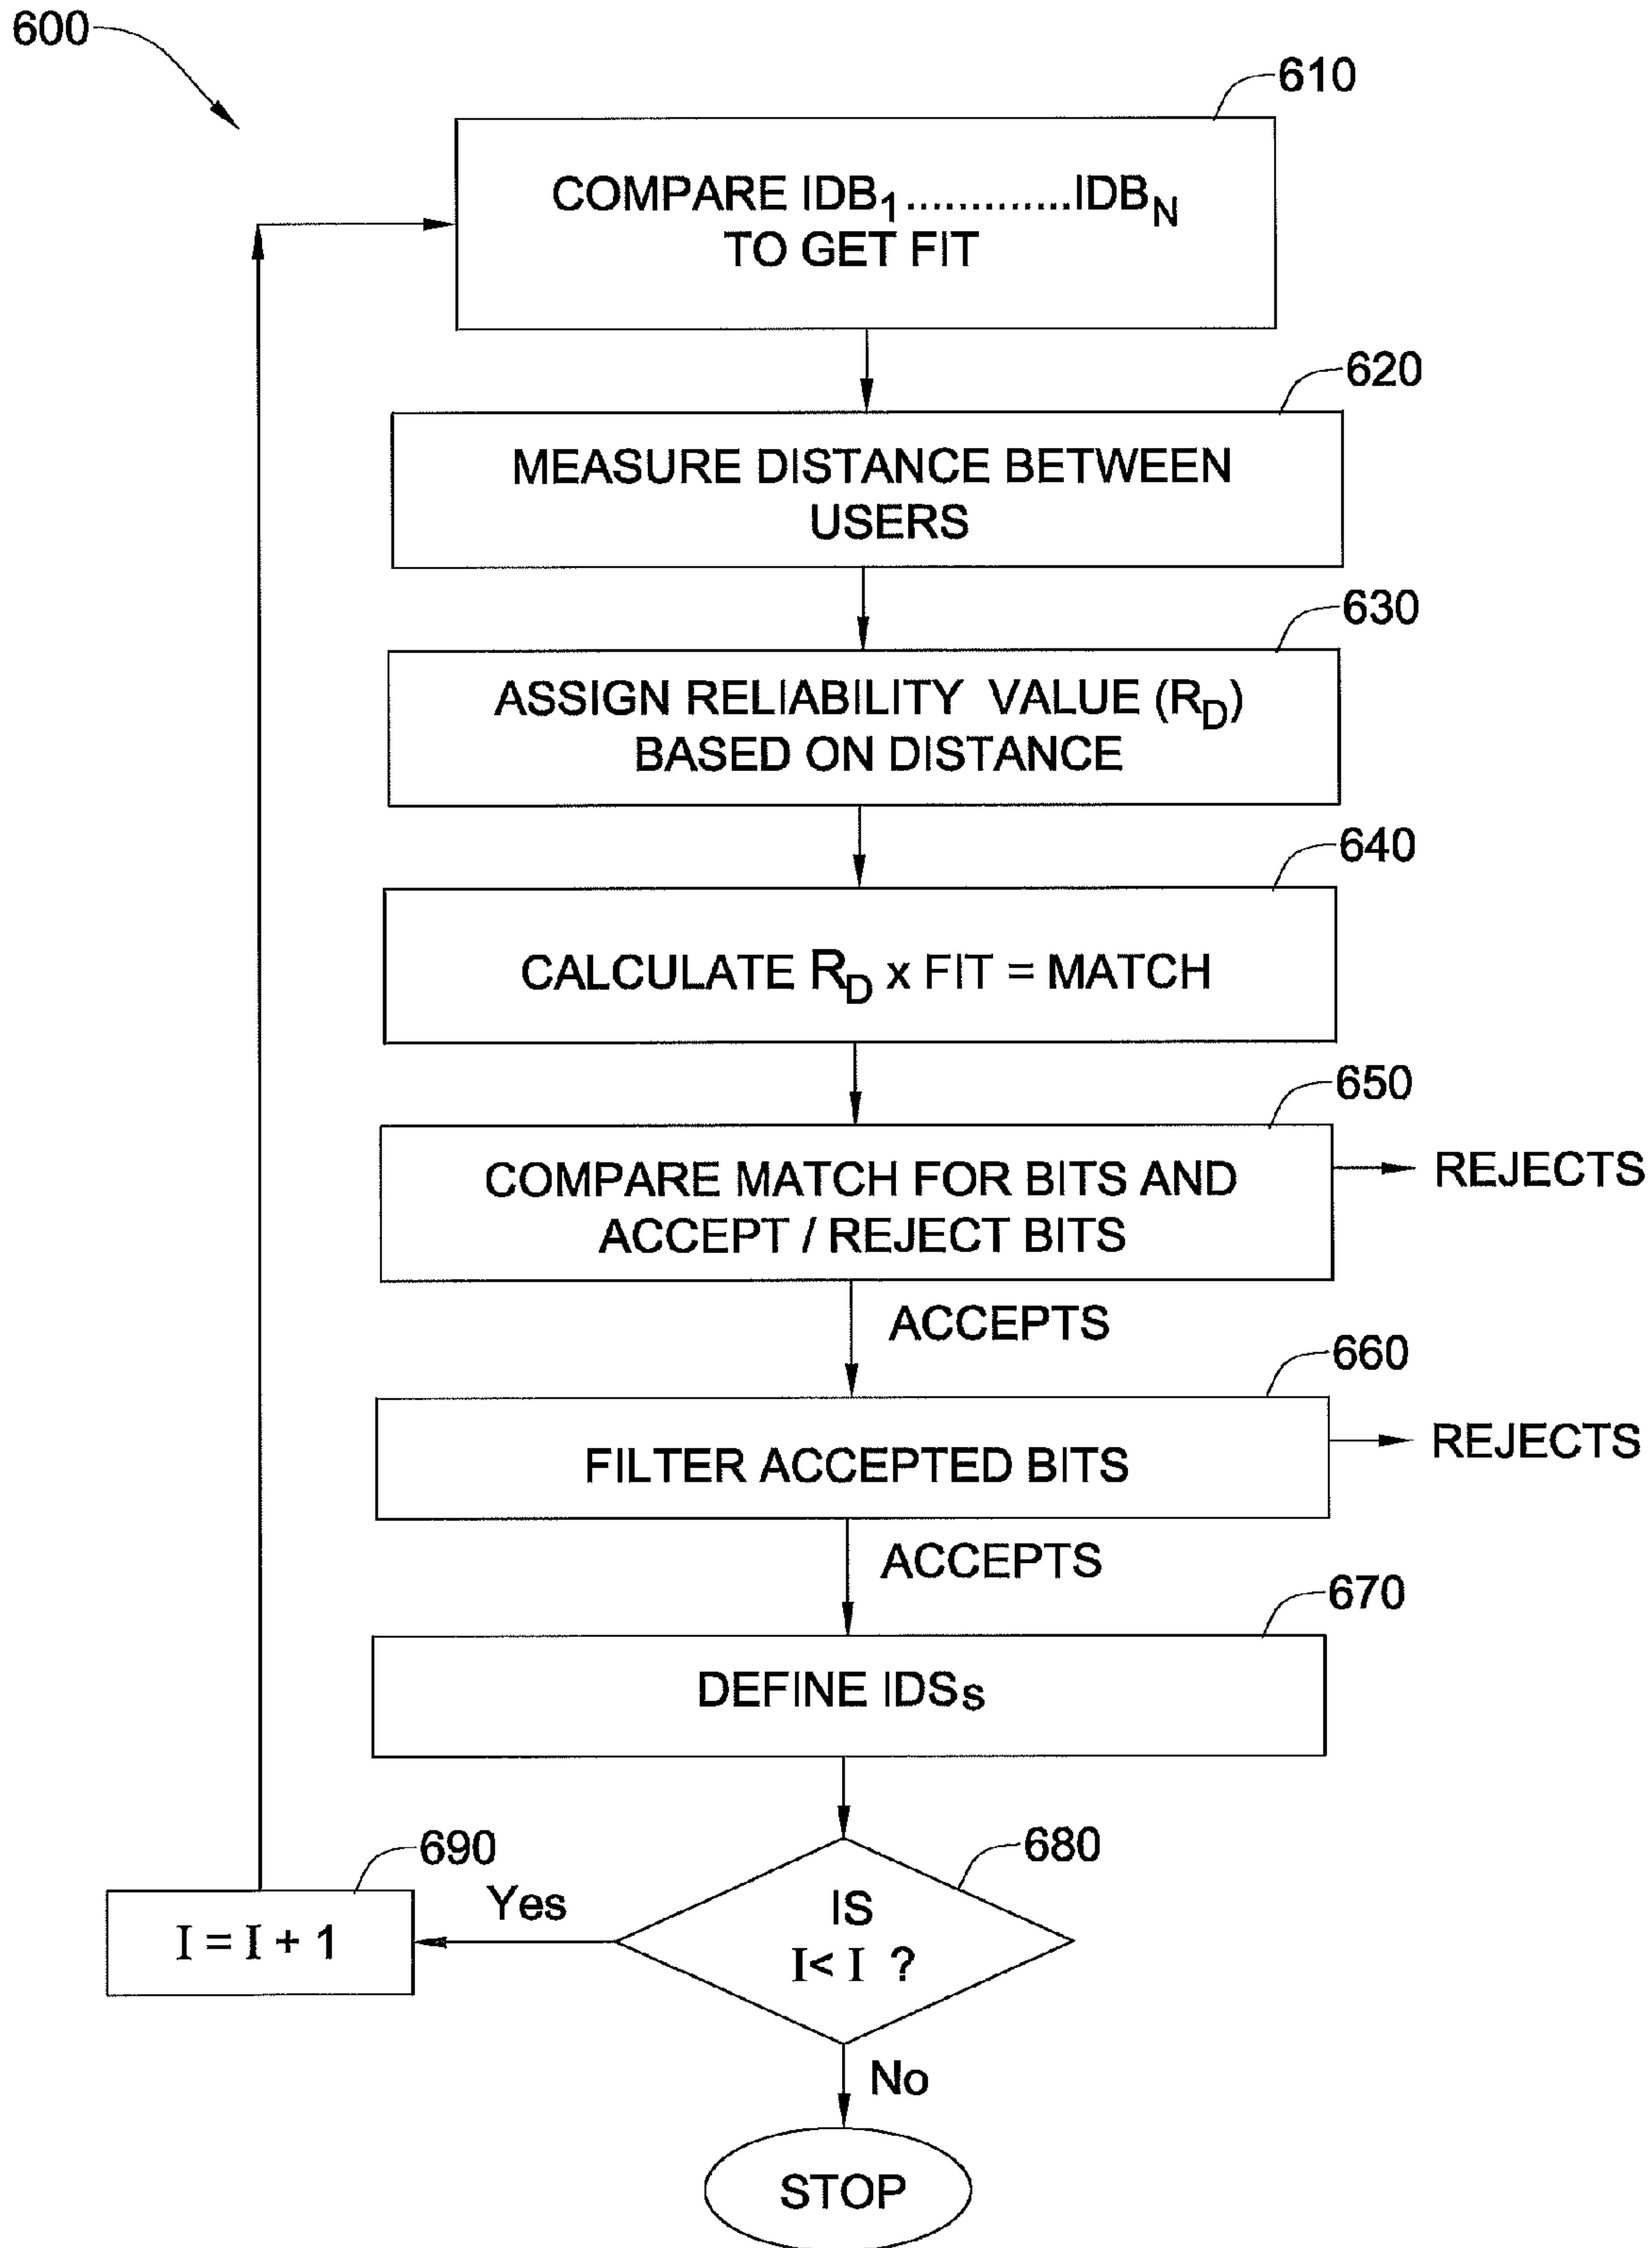 600
610
COMPARE IDB1.............IDBN
TO GET FIT
620
MEASURE DISTANCE BETWEEN
USERS
630
ASSIGN RELIABILITY VALUE (RD)
BASED ON DISTANCE
640
CALCULATE RD x FIT = MATCH
650
COMPARE MATCH FOR BITS AND
ACCEPT / REJECT BITS
REJECTS
ACCEPTS
660
FILTER ACCEPTED BITS
REJECTS
ACCEPTS
670
DEFINE IDSs
680
IS
I< I ?
Yes
690
I = I + 1
No
STOP